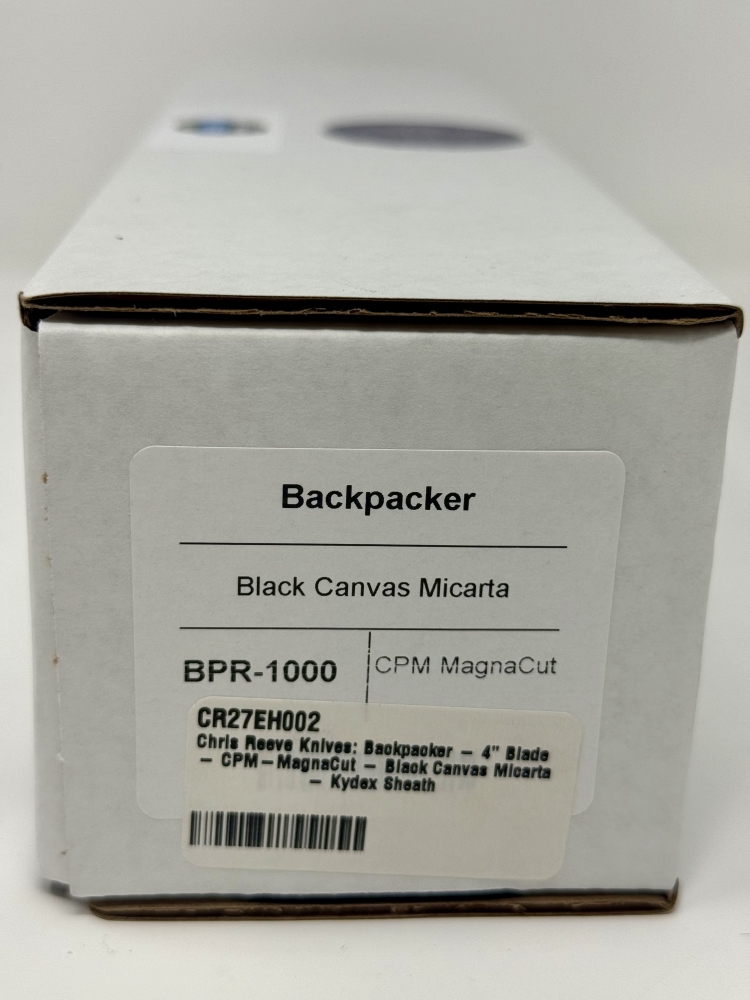 Backpacker
Black Canvas Micarta
BPR-1000
CPM MagnaCut
CR27EH002
Chris Reeve Knives: Backpacker – 4" Blade
– CPM–MagnaCut – Black Canvas Micarta
– Kydex Sheath